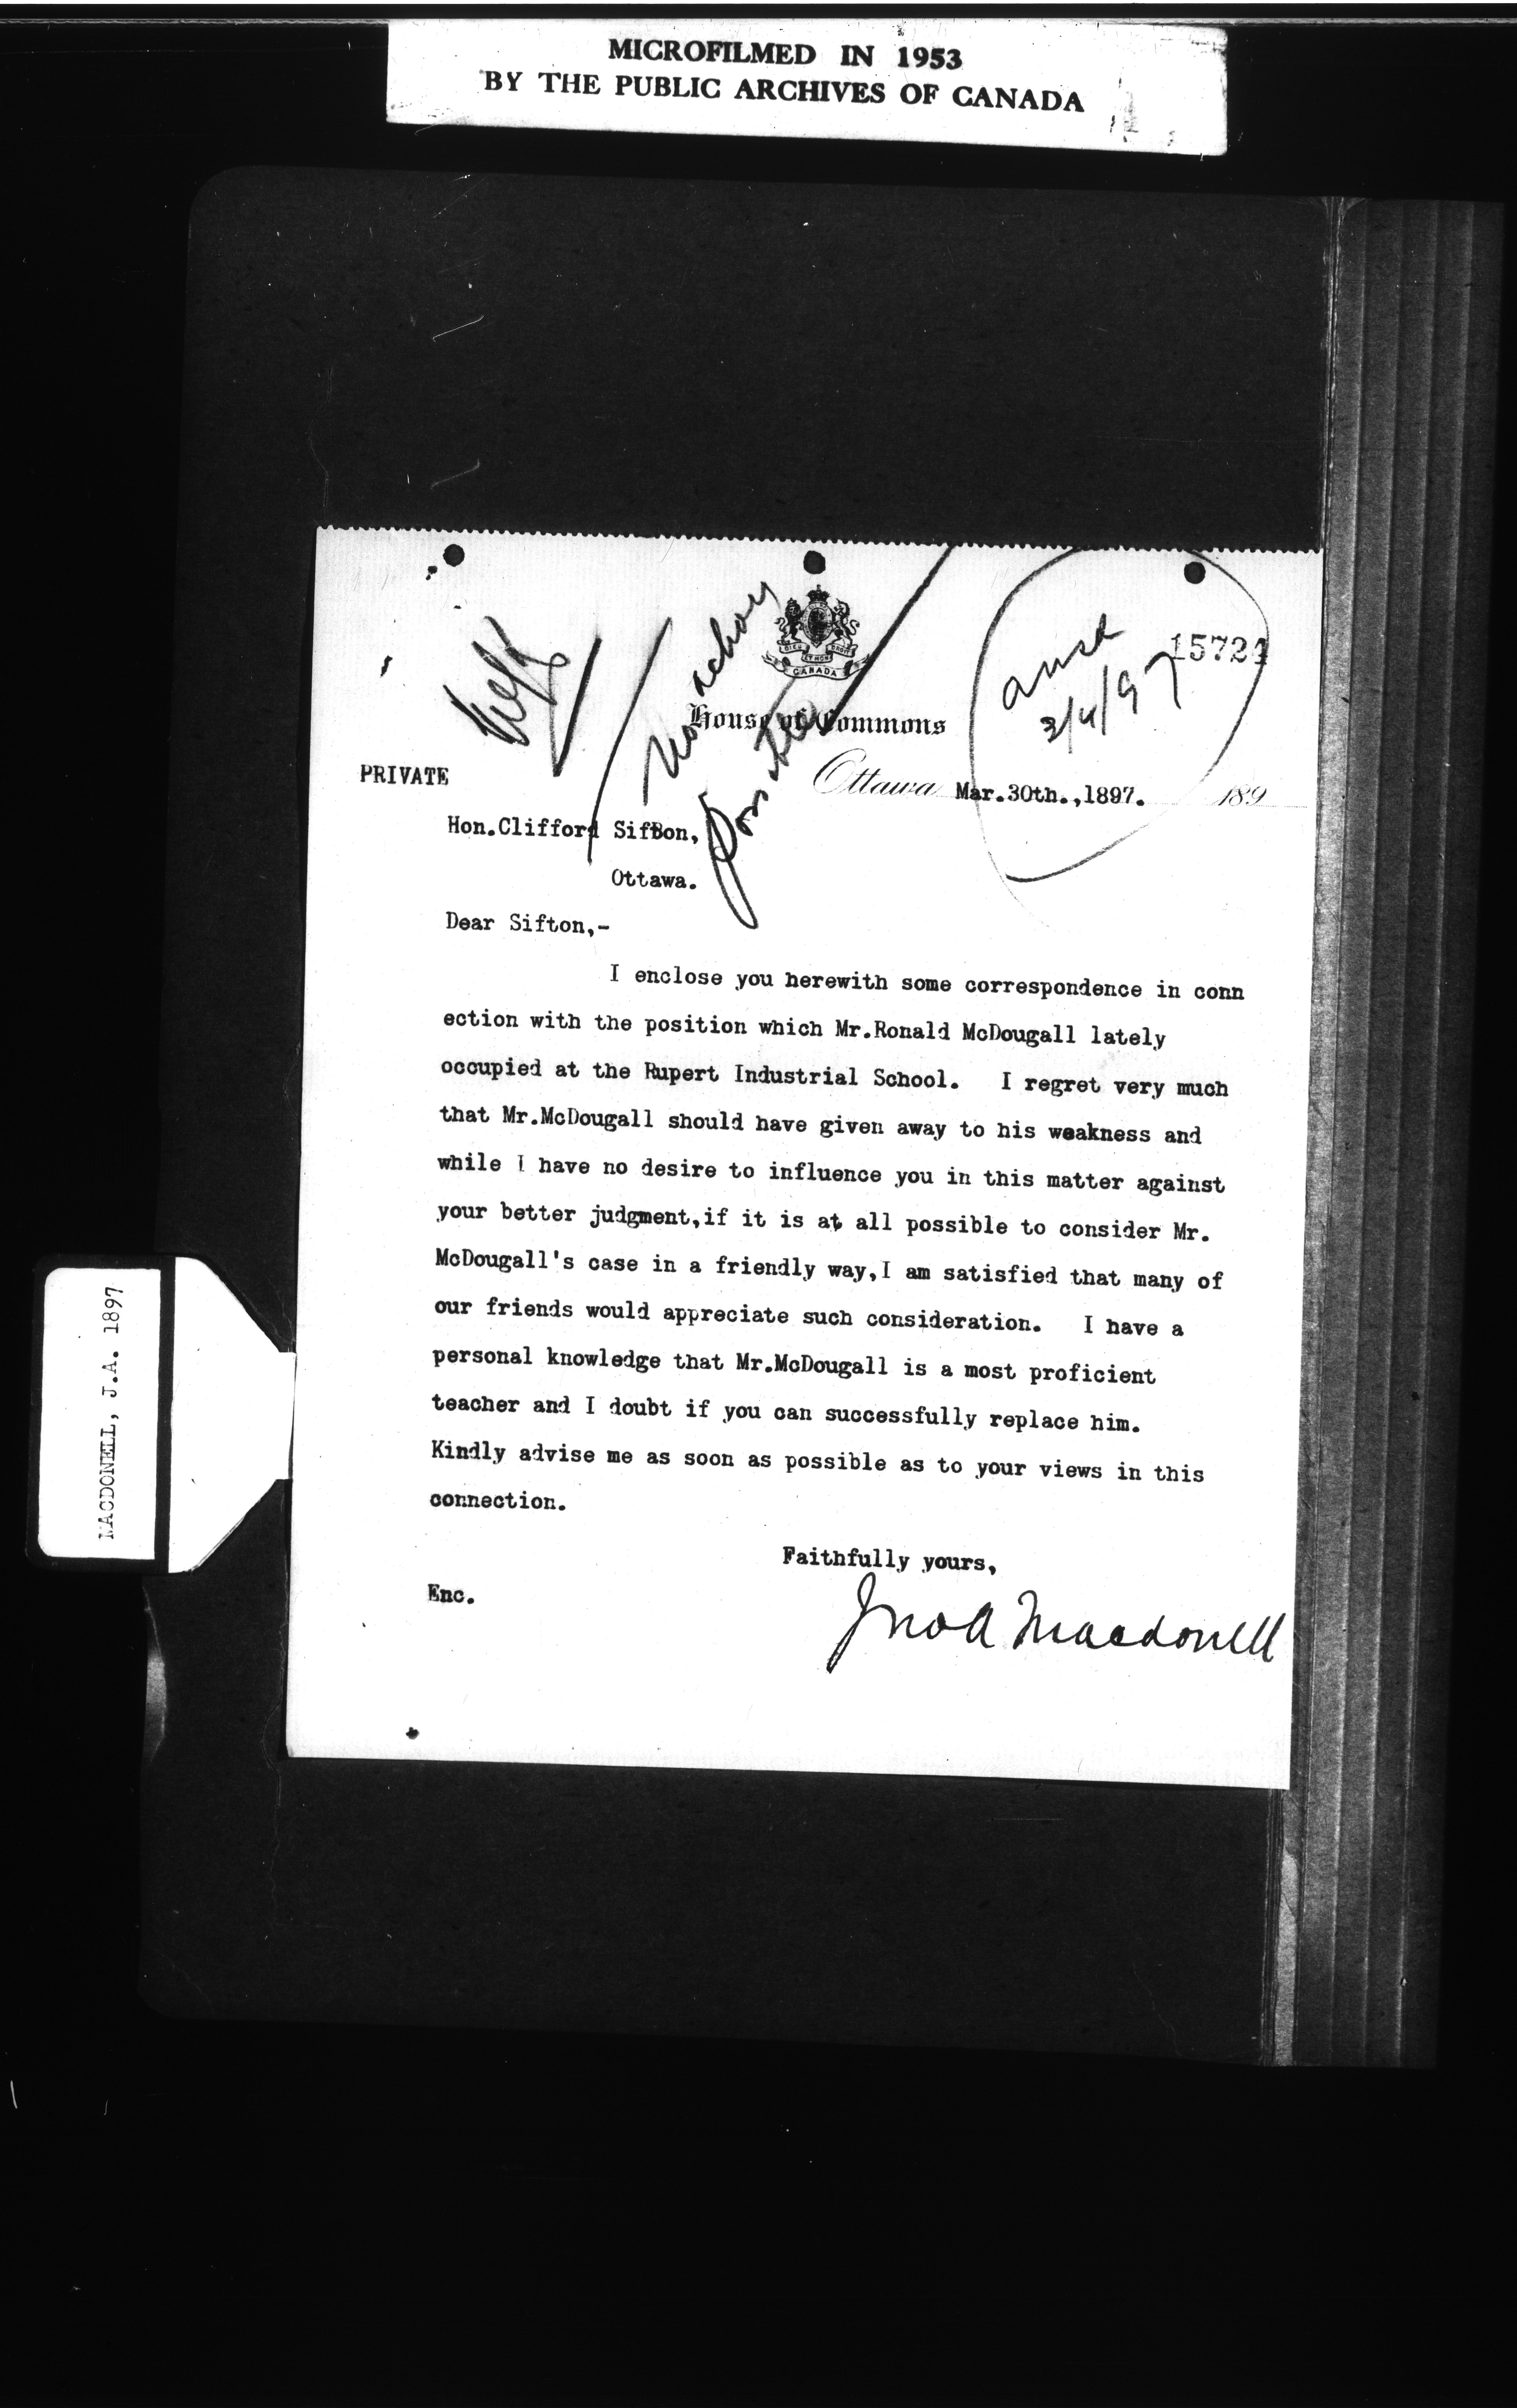 MICROFILMED IN 1953
BY THE PUBLIC ARCHIVES OF CANADA
ansd
3/4/97
15724
DIEU ET MON DROIT
CANADA
House of Commons
PRIVATE
Ottawa Mar.30th.,1897. 189
Hon.Clifford Sifton,
Ottawa.
Dear Sifton,-
I enclose you herewith some correspondence in conn
ection with the position which Mr.Ronald McDougall lately
occupied at the Rupert Industrial School. I regret very much
that Mr.McDougall should have given away to his weakness and
while I have no desire to influence you in this matter against
your better judgment,if it is at all possible to consider Mr.
McDougall's case in a friendly way,I am satisfied that many of
our friends would appreciate such consideration. I have a
personal knowledge that Mr.McDougall is a most proficient
teacher and I doubt if you can successfully replace him.
Kindly advise me as soon as possible as to your views in this
connection.
Faithfully yours,
Enc.
Jno A Macdonell
MACDONELL, J.A. 1897